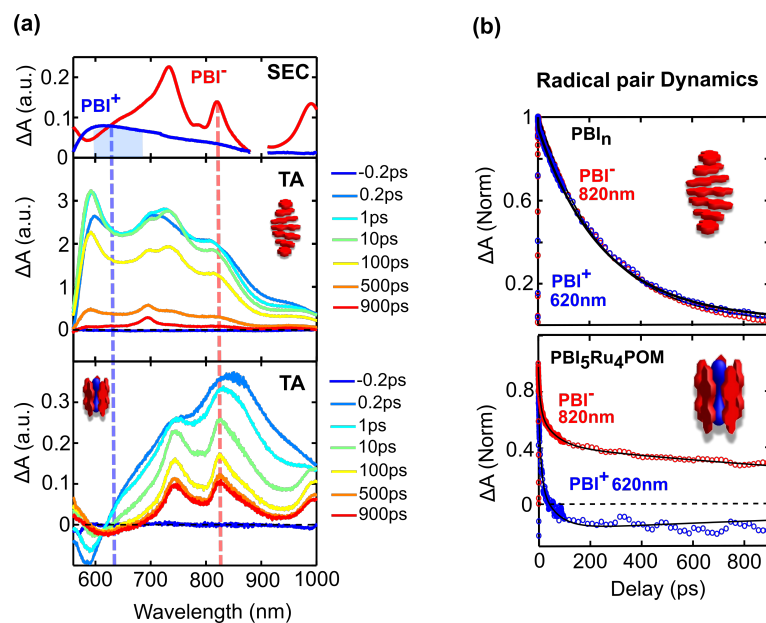 (a)
ΔA (a.u.)
0.2
0.1
0
PBI⁺
PBI⁻
SEC
ΔA (a.u.)
3
2
1
0
TA
-0.2ps
0.2ps
1ps
10ps
100ps
500ps
900ps
ΔA (a.u.)
0.4
0.3
0.2
0.1
0
TA
-0.2ps
0.2ps
1ps
10ps
100ps
500ps
900ps
600 700 800 900 1000
Wavelength (nm)
(b)
Radical pair Dynamics
ΔA (Norm)
1
0.6
0.2
PBIₙ
PBI⁻
820nm
PBI⁺
620nm
ΔA (Norm)
0.8
0.4
0
PBI₅Ru₄POM
PBI⁻
820nm
PBI⁺ 620nm
0 200 400 600 800
Delay (ps)